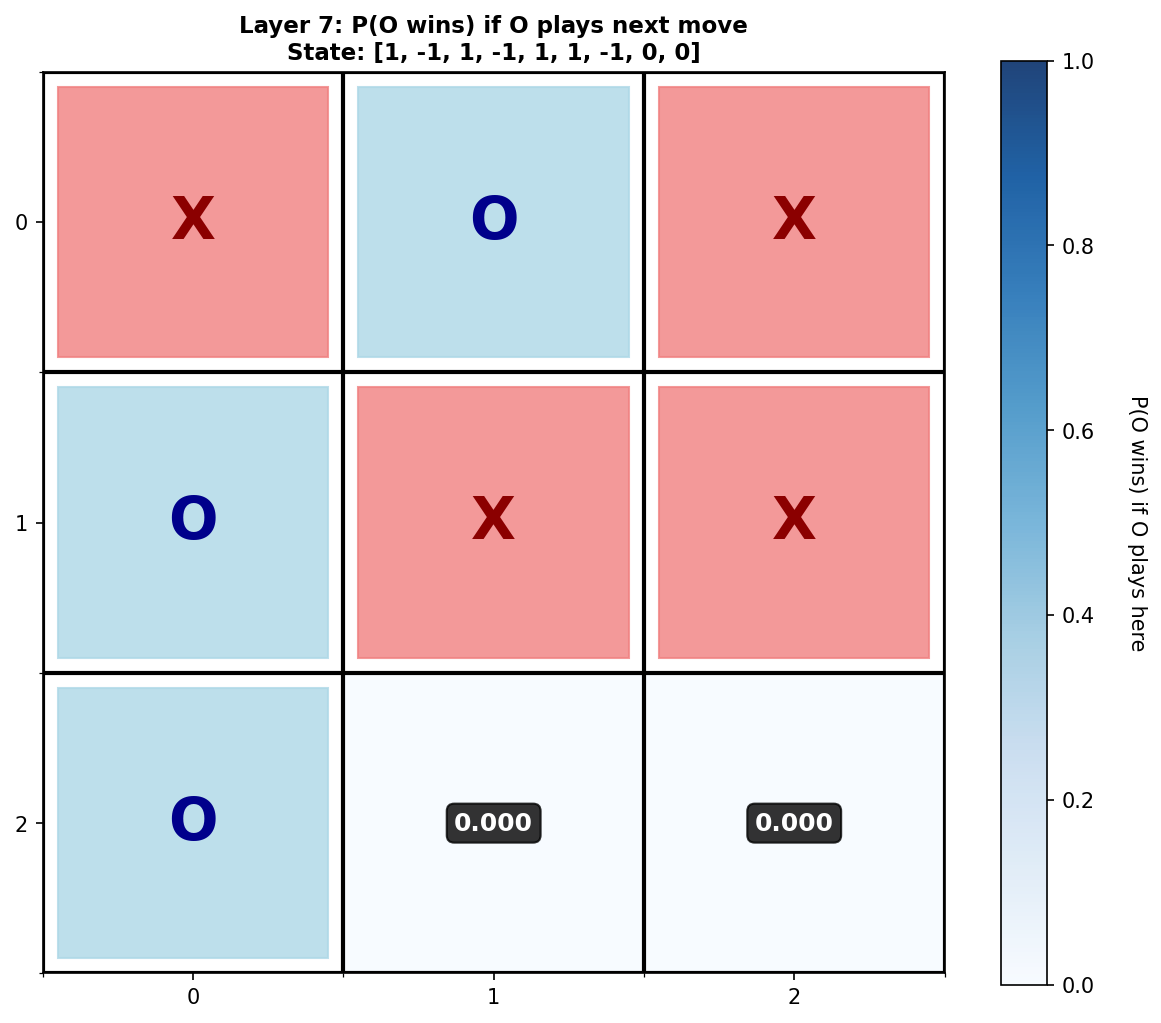 Layer 7: P(O wins) if O plays next move
State: [1, -1, 1, -1, 1, 1, -1, 0, 0]
X O X
O X X
O 0.000 0.000
0
1
2
0 1 2
1.0
0.8
0.6
0.4
0.2
0.0
P(O wins) if O plays here